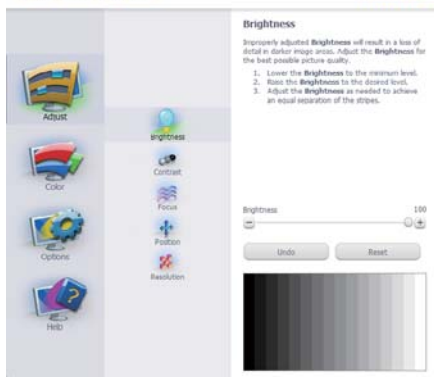 Adjust
Color
Options
Help
Brightness
Contrast
Focus
Position
Resolution
Brightness
Improperly adjusted Brightness will result in a loss of
detail in darker image areas. Adjust the Brightness for
the best possible picture quality.
1. Lower the Brightness to the minimum level.
2. Raise the Brightness to the desired level.
3. Adjust the Brightness as needed to achieve
an equal separation of the stripes.
Brightness 100
Undo Reset